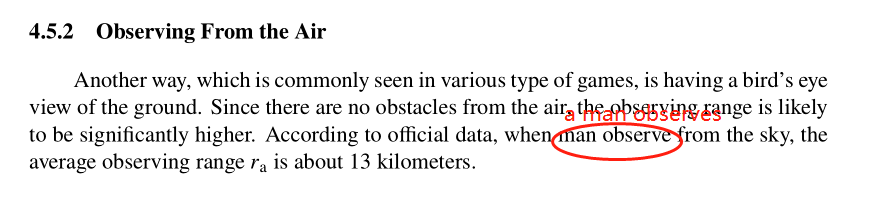 4.5.2 Observing From the Air
Another way, which is commonly seen in various type of games, is having a bird's eye
view of the ground. Since there are no obstacles from the air, the observing range is likely
a man observes
to be significantly higher. According to official data, when man observe from the sky, the
average observing range ra is about 13 kilometers.